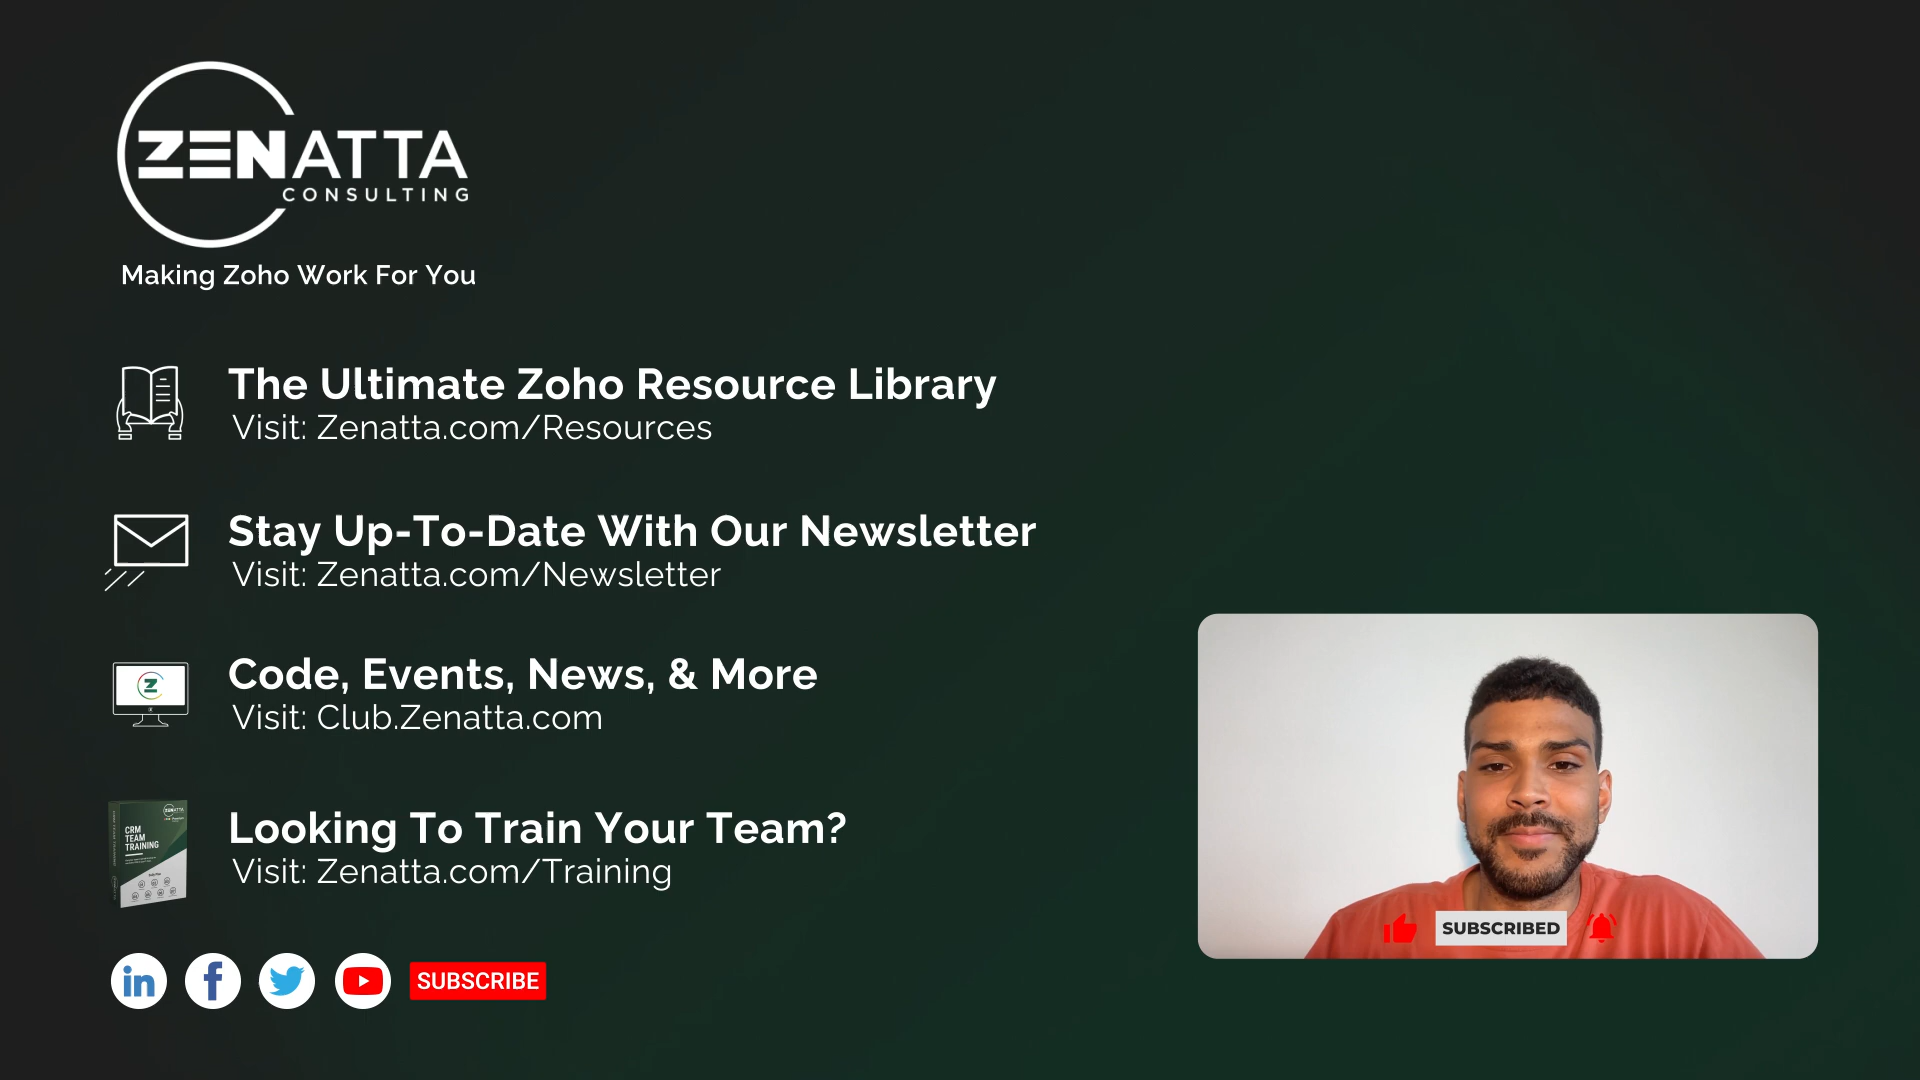 ZENATTA
CONSULTING
Making Zoho Work For You
The Ultimate Zoho Resource Library
Visit: Zenatta.com/Resources
Stay Up-To-Date With Our Newsletter
Visit: Zenatta.com/Newsletter
Code, Events, News, & More
Visit: Club.Zenatta.com
ZENATTA
CRM
TEAM
TRAINING
Looking To Train Your Team?
Visit: Zenatta.com/Training
SUBSCRIBED
in
f
SUBSCRIBE